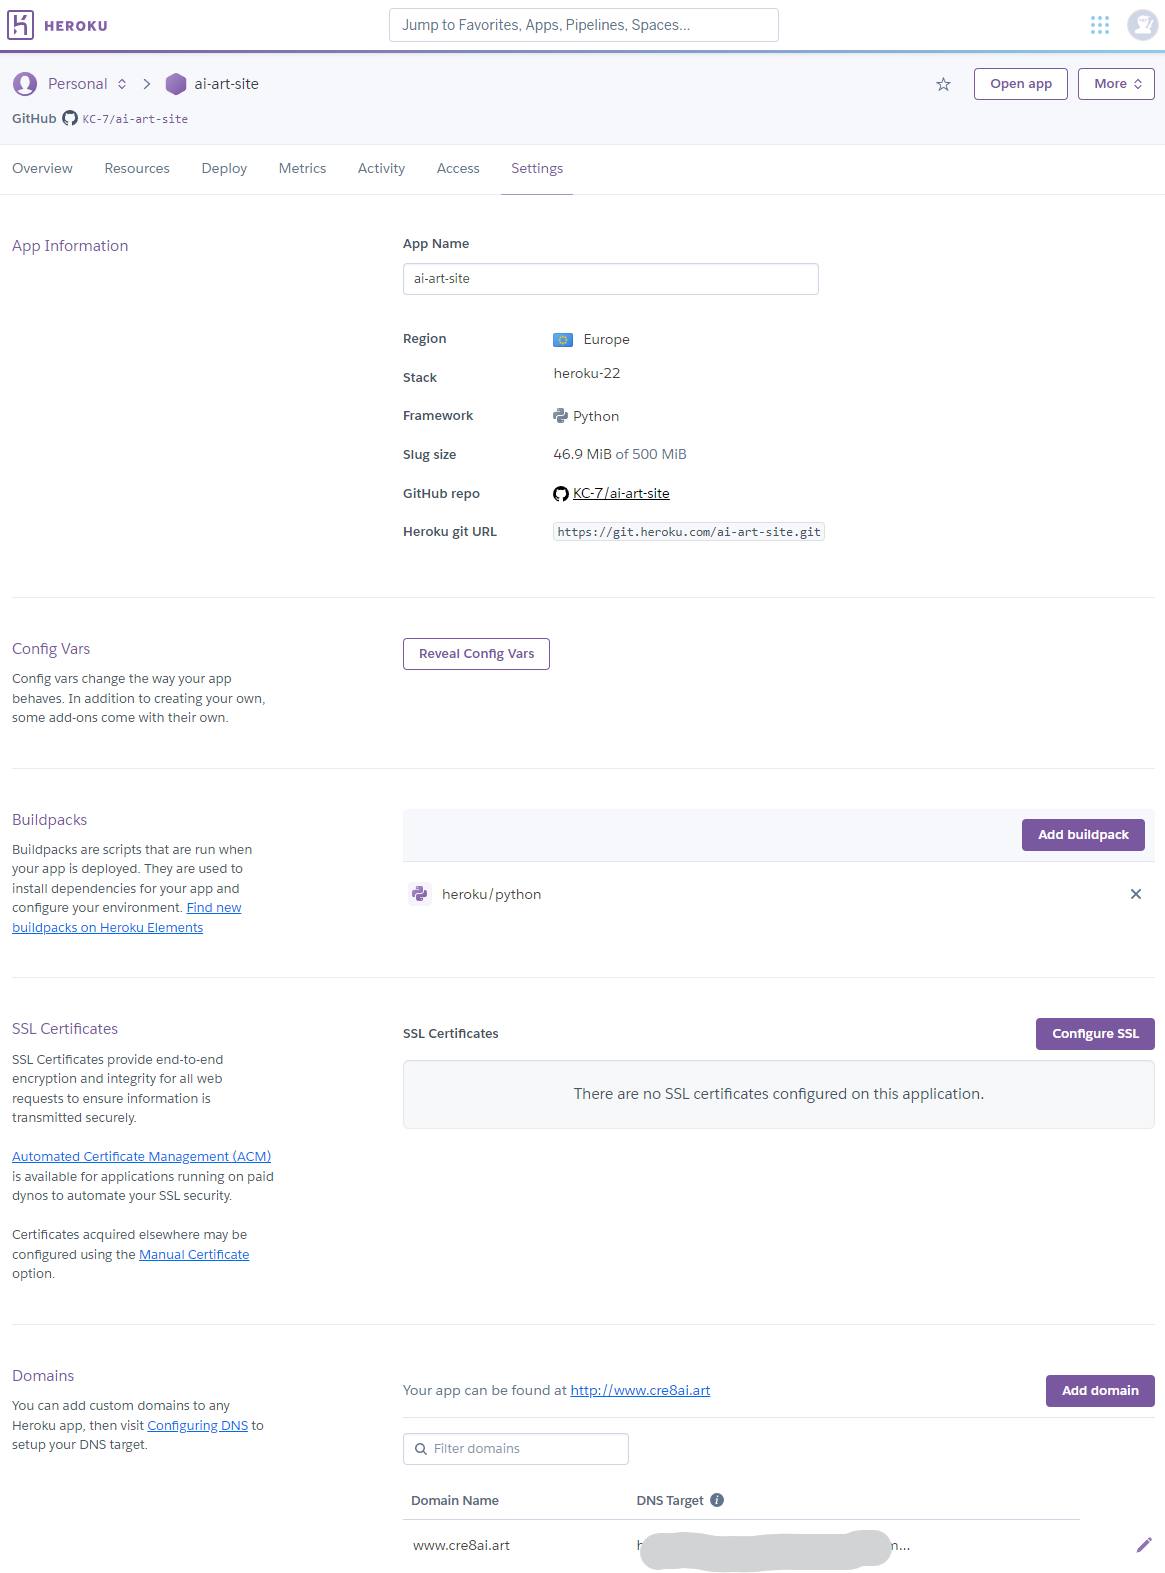 HEROKU
Jump to Favorites, Apps, Pipelines, Spaces...
Personal
ai-art-site
Open app
More
GitHub KC-7/ai-art-site
Overview Resources Deploy Metrics Activity Access Settings
App Information
App Name
ai-art-site
Region Europe
Stack heroku-22
Framework Python
Slug size 46.9 MiB of 500 MiB
GitHub repo KC-7/ai-art-site
Heroku git URL https://git.heroku.com/ai-art-site.git
Config Vars
Config vars change the way your app
behaves. In addition to creating your own,
some add-ons come with their own.
Reveal Config Vars
Buildpacks
Buildpacks are scripts that are run when
your app is deployed. They are used to
install dependencies for your app and
configure your environment. Find new
buildpacks on Heroku Elements
Add buildpack
heroku/python
SSL Certificates
SSL Certificates provide end-to-end
encryption and integrity for all web
requests to ensure information is
transmitted securely.
Automated Certificate Management (ACM)
is available for applications running on paid
dynos to automate your SSL security.
Certificates acquired elsewhere may be
configured using the Manual Certificate
option.
SSL Certificates
Configure SSL
There are no SSL certificates configured on this application.
Domains
You can add custom domains to any
Heroku app, then visit Configuring DNS to
setup your DNS target.
Your app can be found at http://www.cre8ai.art
Add domain
Filter domains
Domain Name DNS Target
www.cre8ai.art